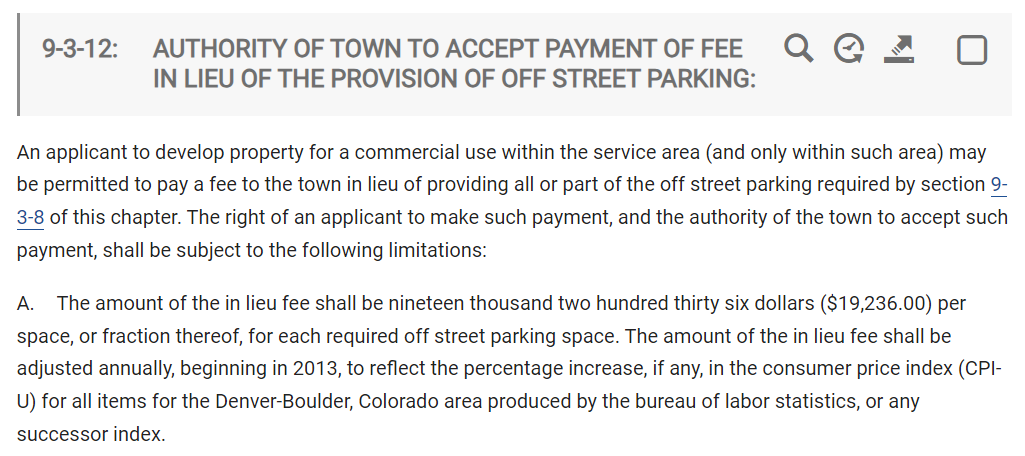 9-3-12: AUTHORITY OF TOWN TO ACCEPT PAYMENT OF FEE
IN LIEU OF THE PROVISION OF OFF STREET PARKING:
An applicant to develop property for a commercial use within the service area (and only within such area) may
be permitted to pay a fee to the town in lieu of providing all or part of the off street parking required by section 9-
3-8 of this chapter. The right of an applicant to make such payment, and the authority of the town to accept such
payment, shall be subject to the following limitations:
A. The amount of the in lieu fee shall be nineteen thousand two hundred thirty six dollars ($19,236.00) per
space, or fraction thereof, for each required off street parking space. The amount of the in lieu fee shall be
adjusted annually, beginning in 2013, to reflect the percentage increase, if any, in the consumer price index (CPI-
U) for all items for the Denver-Boulder, Colorado area produced by the bureau of labor statistics, or any
successor index.